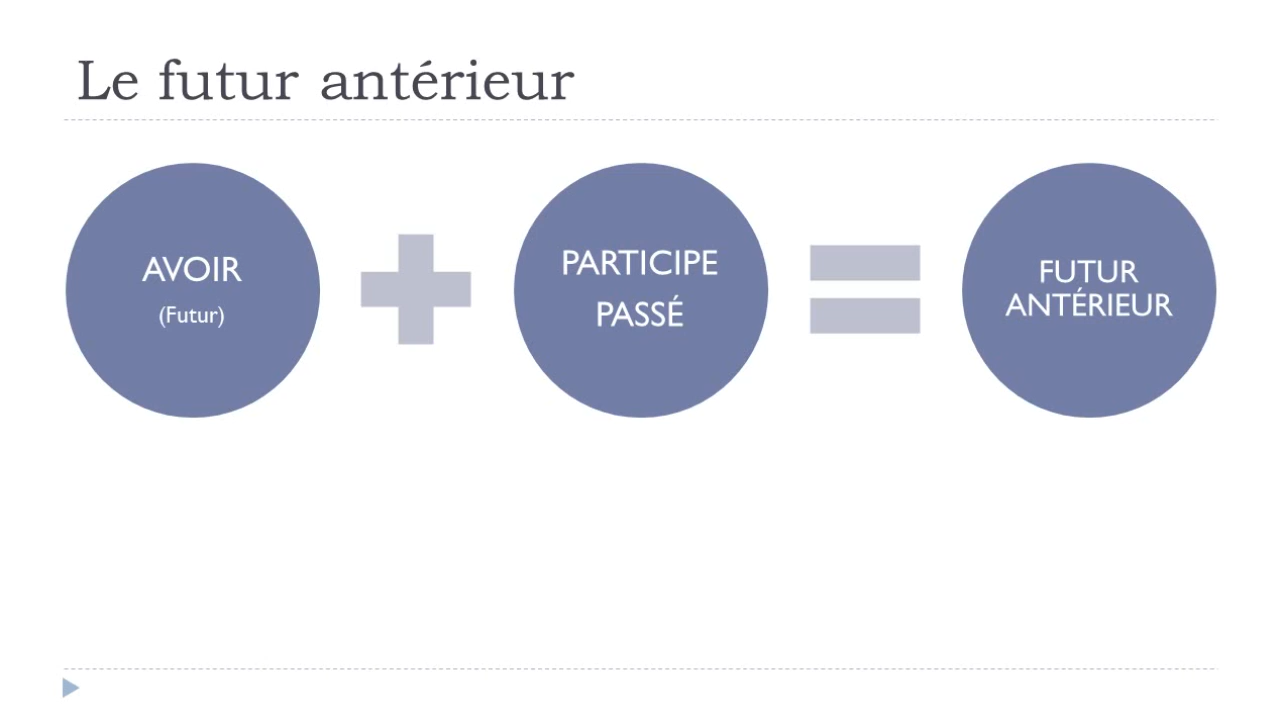 Le futur antérieur
AVOIR
(Futur)
PARTICIPE
PASSÉ
FUTUR
ANTÉRIEUR